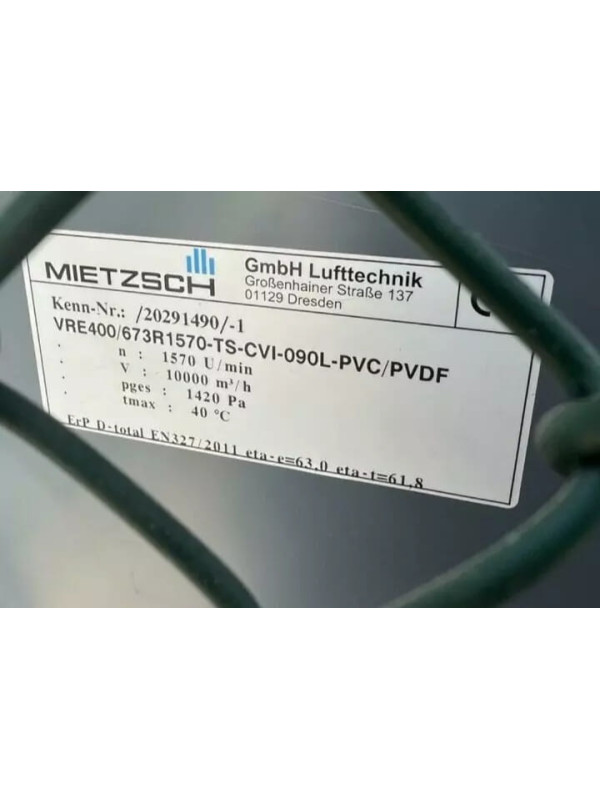 MIETZSCH
GmbH Lufttechnik
Großenhainer Straße 137
01129 Dresden
Kenn-Nr.: /20291490/-1
VRE400/673R1570-TS-CVI-090L-PVC/PVDF
. n : 1570 U/min
. V : 10000 m³/h
. pges : 1420 Pa
. tmax : 40 °C
ErP D-total EN327/2011 eta-e=63,0 eta-t=61,8